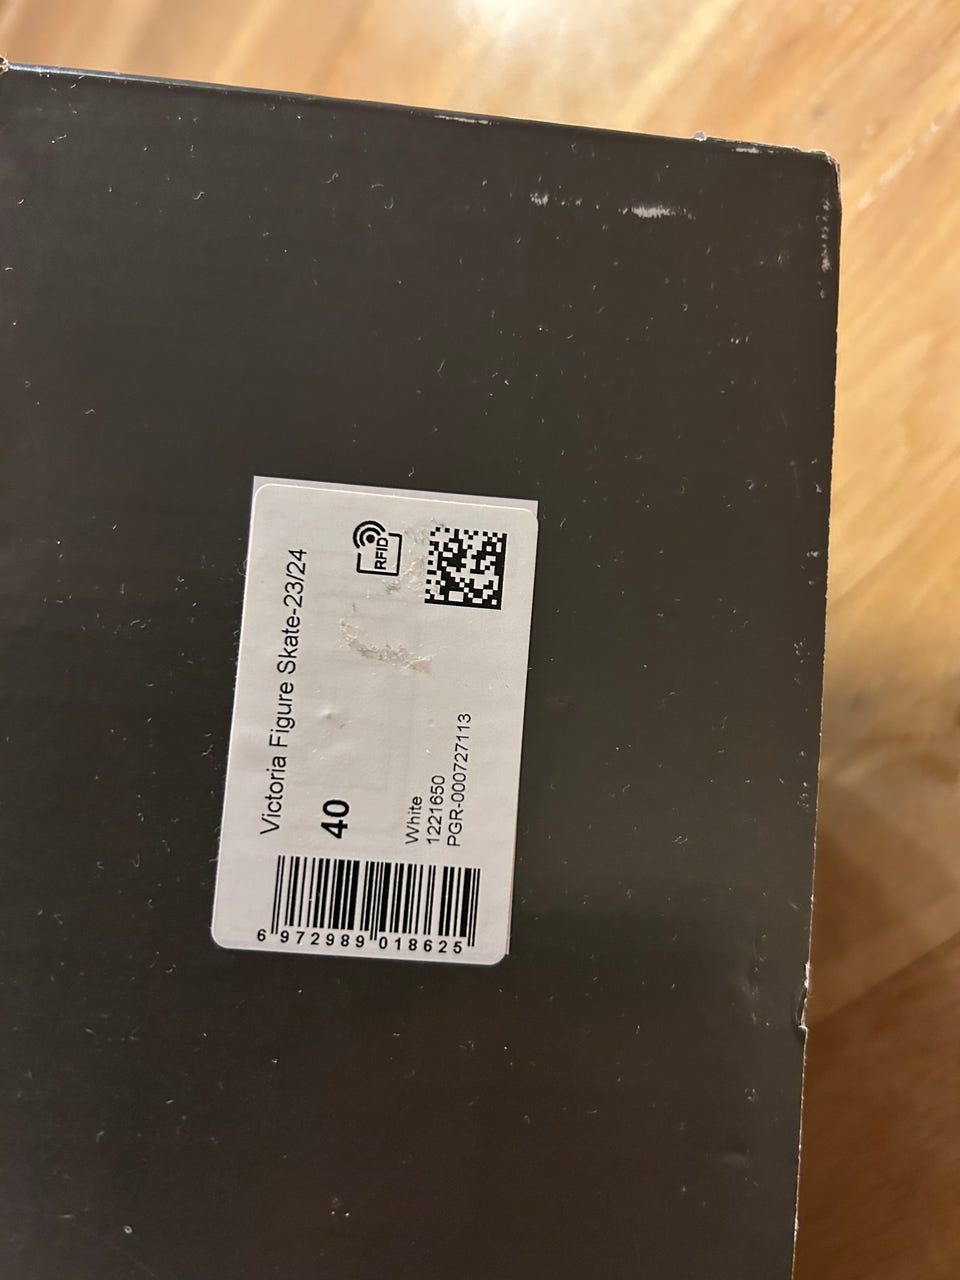 Victoria Figure Skate-23/24
RFID
40
White
1221650
PGR-000727113
6 972989 018625